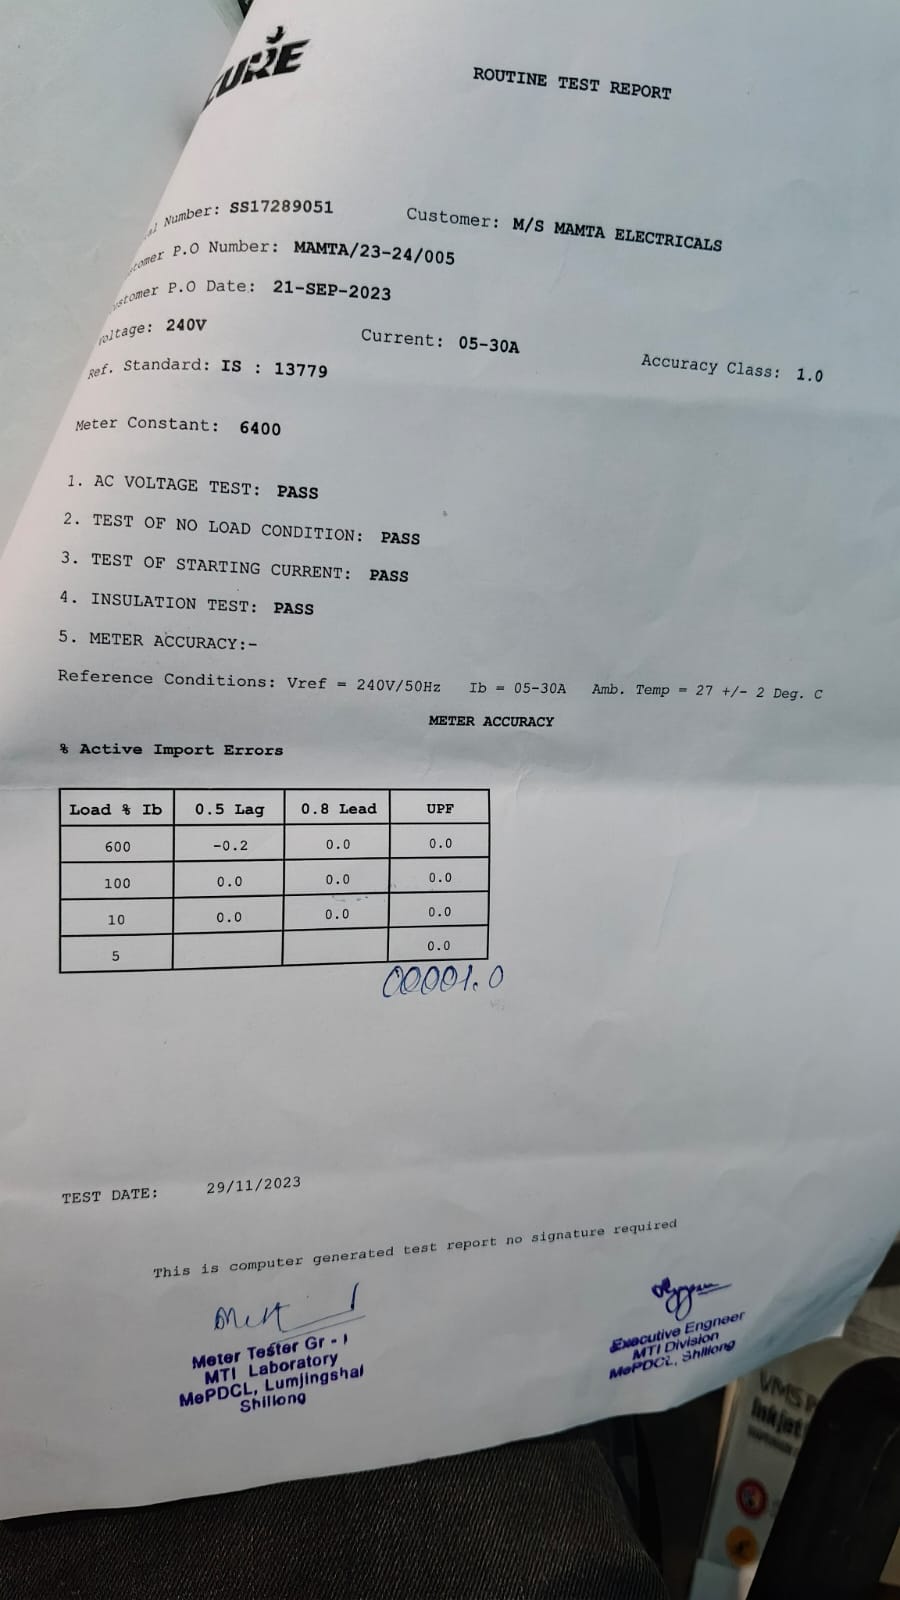 CURE
ROUTINE TEST REPORT
Number: SS17289051 Customer: M/S MAMTA ELECTRICALS
tomer P.O Number: MAMTA/23-24/005
ustomer P.O Date: 21-SEP-2023
Voltage: 240V Current: 05-30A Accuracy Class: 1.0
Ref. Standard: IS : 13779
Meter Constant: 6400
1. AC VOLTAGE TEST: PASS
2. TEST OF NO LOAD CONDITION: PASS
3. TEST OF STARTING CURRENT: PASS
4. INSULATION TEST: PASS
5. METER ACCURACY:-
Reference Conditions: Vref = 240V/50Hz Ib = 05-30A Amb. Temp = 27 +/- 2 Deg. C
METER ACCURACY
% Active Import Errors
Load % Ib 0.5 Lag 0.8 Lead UPF
600 -0.2 0.0 0.0
100 0.0 0.0 0.0
10 0.0 0.0 0.0
5 0.0
00001.0
TEST DATE: 29/11/2023
This is computer generated test report no signature required
Meter Tester Gr - I
MTI Laboratory
MePDCL, Lumjingshai
Shillong
Executive Engneer
MTI Division
MePDCL, Shillong
VMS
Inkjet